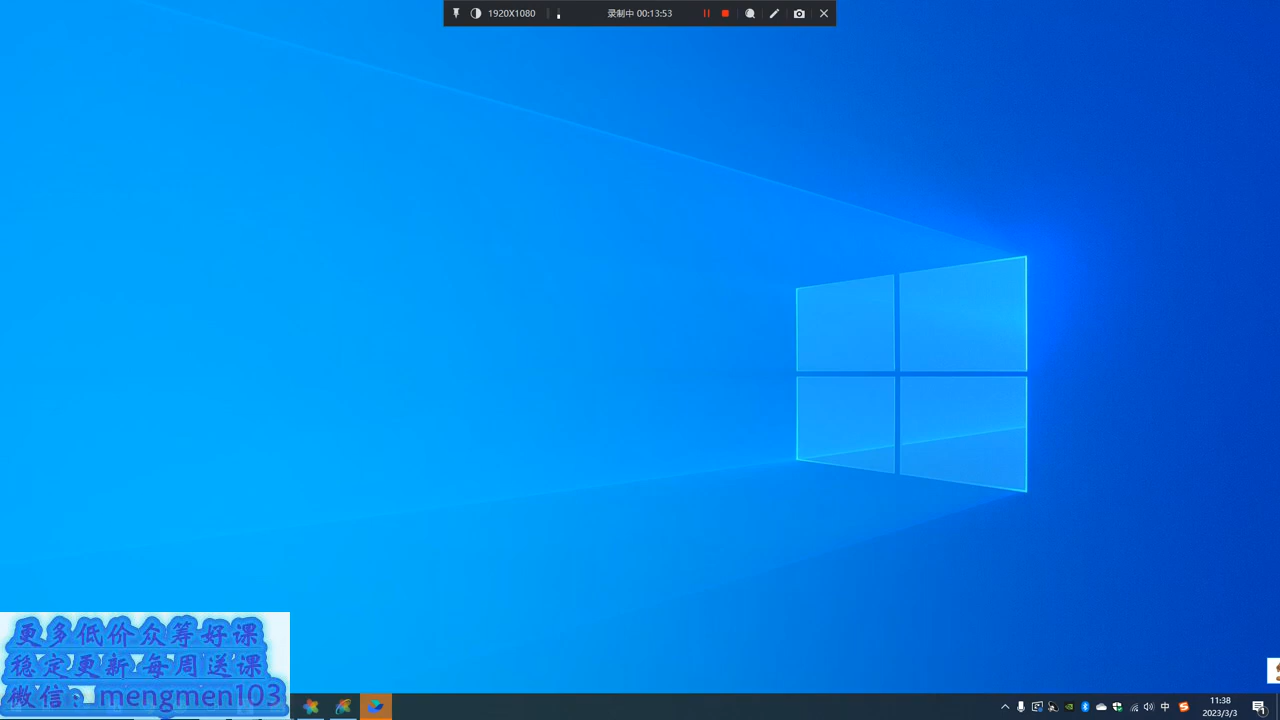 1920X1080
录制中 00:13:53
更多低价众筹好课
稳定更新 每周送课
微信：mengmen103
中
11:38
2023/3/3
1